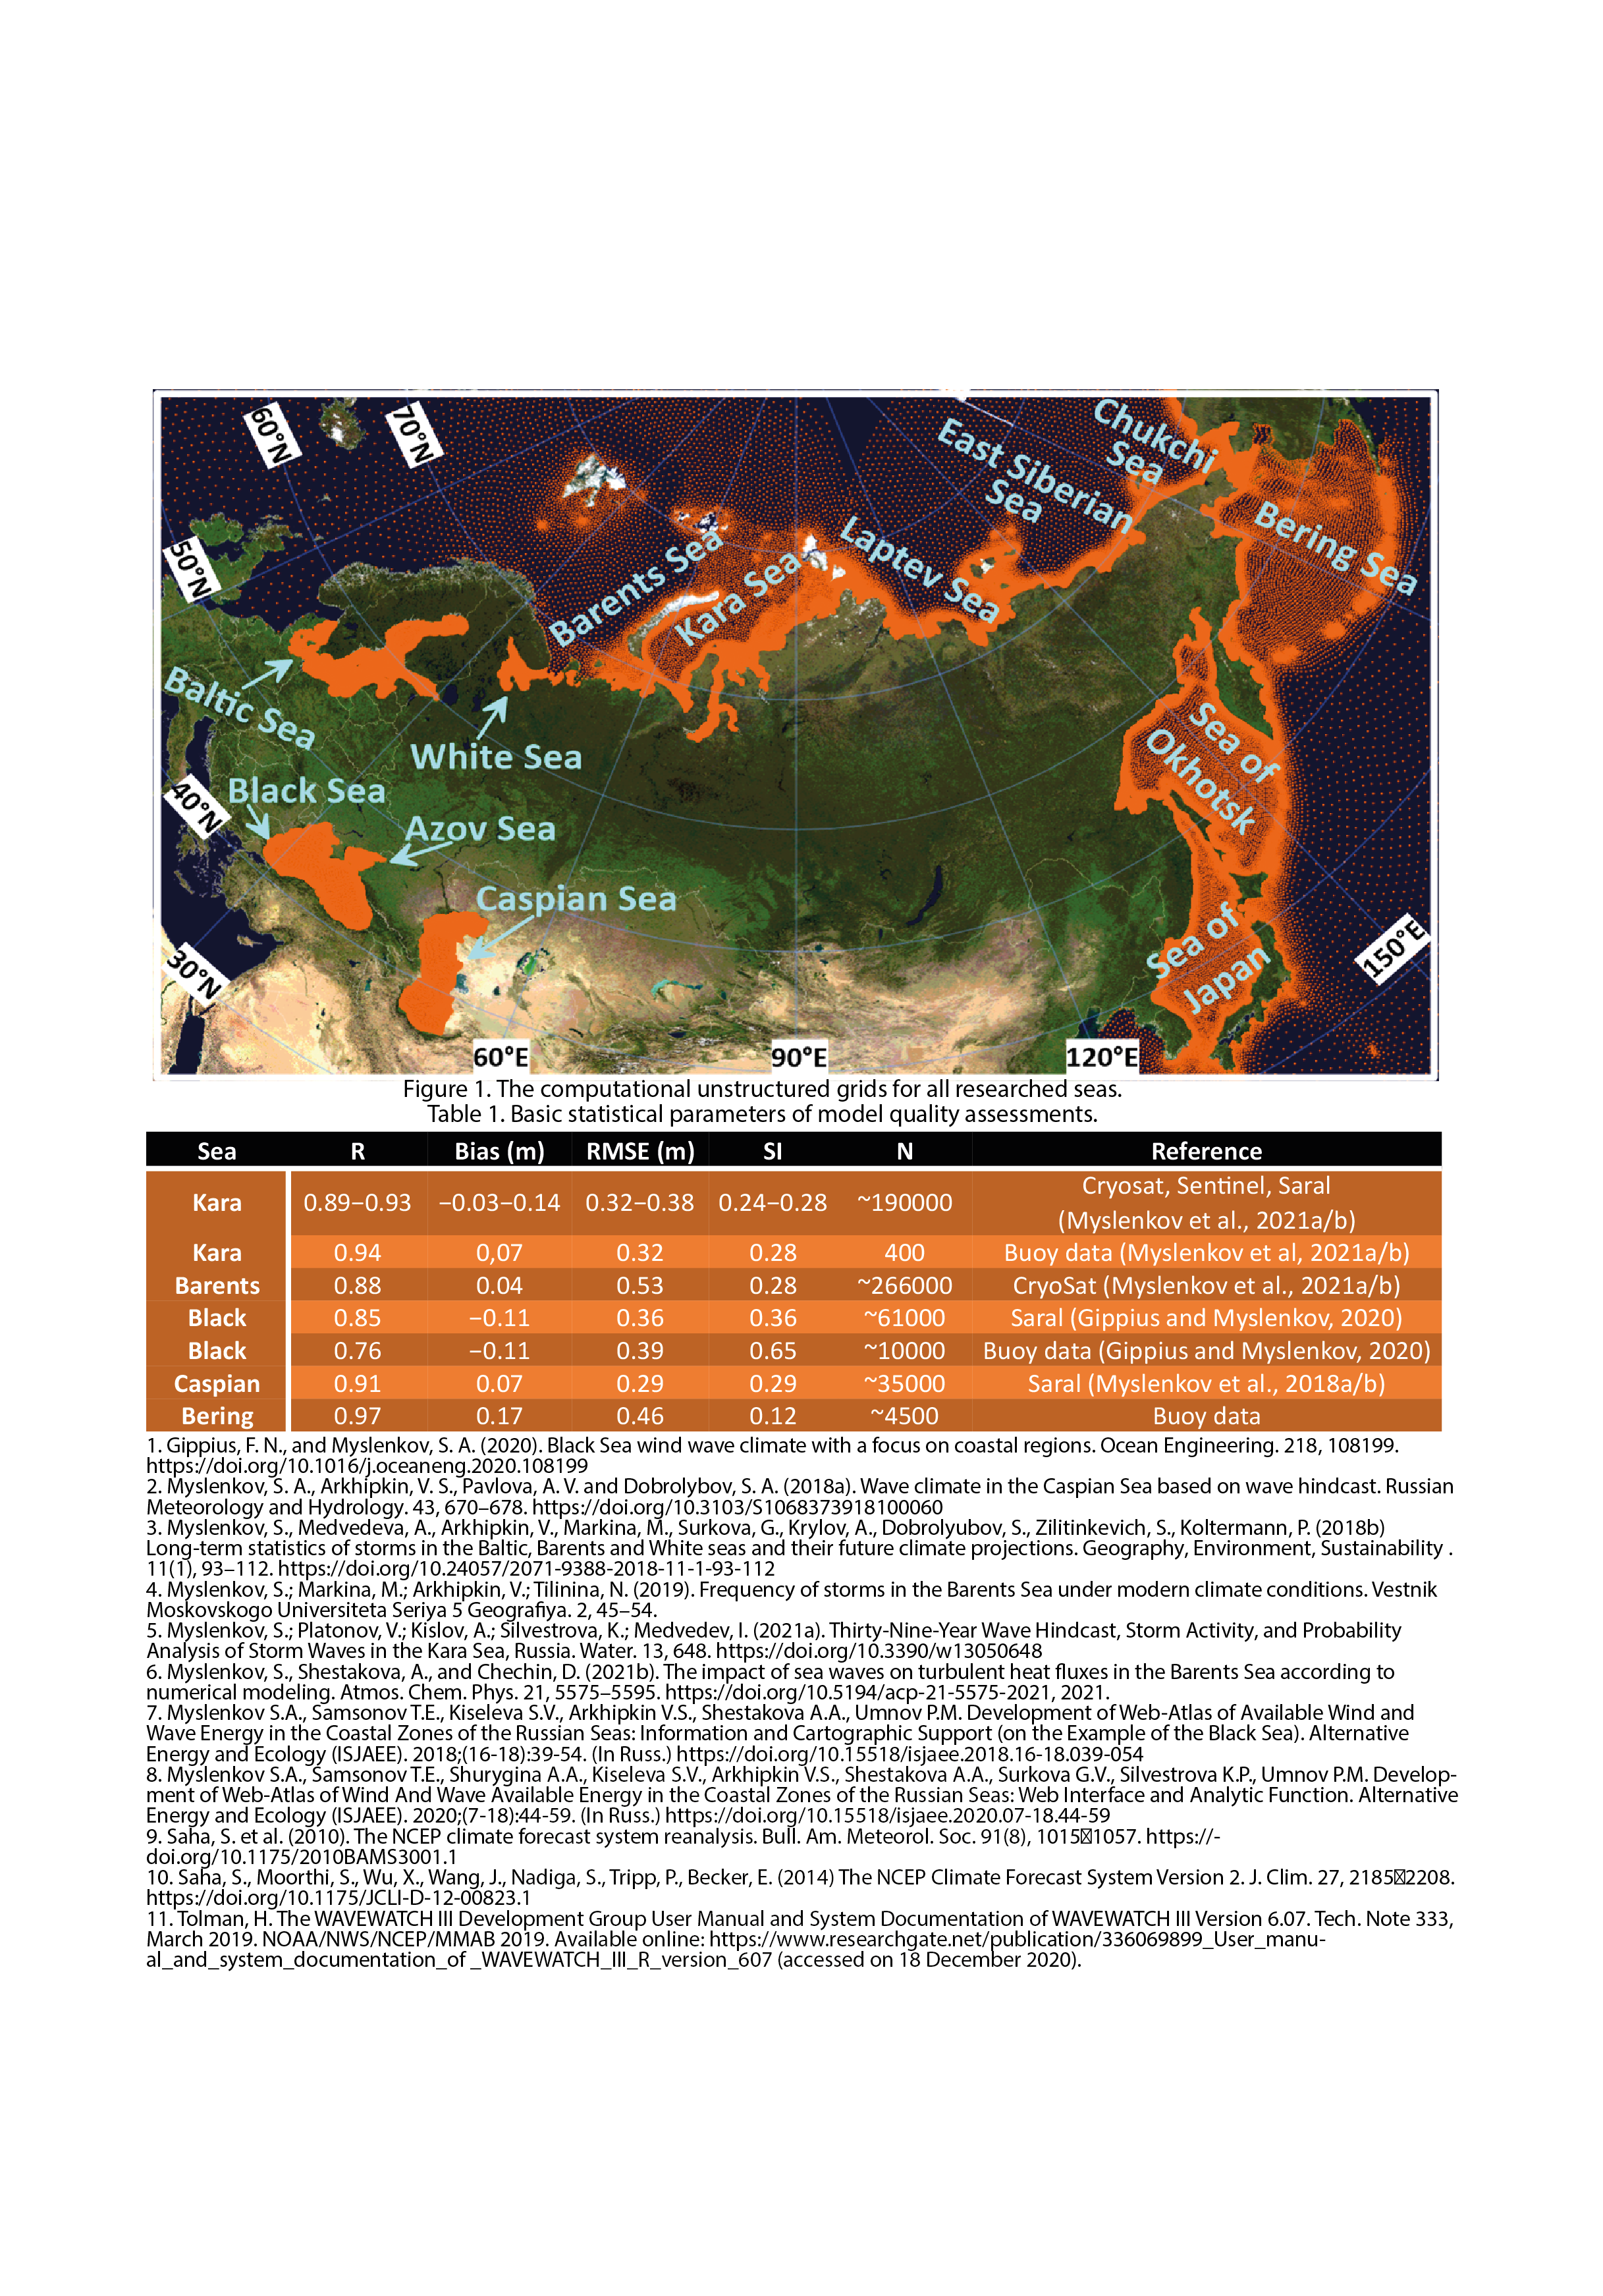 60°N
70°N
50°N
40°N
30°N
Chukchi
Sea
East Siberian
Sea
Bering Sea
Laptev Sea
Barents Sea
Kara Sea
Baltic Sea
White Sea
Black Sea
Azov Sea
Caspian Sea
Sea of
Okhotsk
Sea of
Japan
150°E
60°E
90°E
120°E
Figure 1. The computational unstructured grids for all researched seas.
Table 1. Basic statistical parameters of model quality assessments.
Sea R Bias (m) RMSE (m) SI N Reference
Kara 0.89–0.93 −0.03–0.14 0.32–0.38 0.24–0.28 ~190000 Cryosat, Sentinel, Saral
(Myslenkov et al., 2021a/b)
Kara 0.94 0,07 0.32 0.28 400 Buoy data (Myslenkov et al, 2021a/b)
Barents 0.88 0.04 0.53 0.28 ~266000 CryoSat (Myslenkov et al., 2021a/b)
Black 0.85 −0.11 0.36 0.36 ~61000 Saral (Gippius and Myslenkov, 2020)
Black 0.76 −0.11 0.39 0.65 ~10000 Buoy data (Gippius and Myslenkov, 2020)
Caspian 0.91 0.07 0.29 0.29 ~35000 Saral (Myslenkov et al., 2018a/b)
Bering 0.97 0.17 0.46 0.12 ~4500 Buoy data
1. Gippius, F. N., and Myslenkov, S. A. (2020). Black Sea wind wave climate with a focus on coastal regions. Ocean Engineering. 218, 108199.
https://doi.org/10.1016/j.oceaneng.2020.108199
2. Myslenkov, S. A., Arkhipkin, V. S., Pavlova, A. V. and Dobrolybov, S. A. (2018a). Wave climate in the Caspian Sea based on wave hindcast. Russian
Meteorology and Hydrology. 43, 670–678. https://doi.org/10.3103/S1068373918100060
3. Myslenkov, S., Medvedeva, A., Arkhipkin, V., Markina, M., Surkova, G., Krylov, A., Dobrolyubov, S., Zilitinkevich, S., Koltermann, P. (2018b)
Long-term statistics of storms in the Baltic, Barents and White seas and their future climate projections. Geography, Environment, Sustainability .
11(1), 93–112. https://doi.org/10.24057/2071-9388-2018-11-1-93-112
4. Myslenkov, S.; Markina, M.; Arkhipkin, V.; Tilinina, N. (2019). Frequency of storms in the Barents Sea under modern climate conditions. Vestnik
Moskovskogo Universiteta Seriya 5 Geografiya. 2, 45–54.
5. Myslenkov, S.; Platonov, V.; Kislov, A.; Silvestrova, K.; Medvedev, I. (2021a). Thirty-Nine-Year Wave Hindcast, Storm Activity, and Probability
Analysis of Storm Waves in the Kara Sea, Russia. Water. 13, 648. https://doi.org/10.3390/w13050648
6. Myslenkov, S., Shestakova, A., and Chechin, D. (2021b). The impact of sea waves on turbulent heat fluxes in the Barents Sea according to
numerical modeling. Atmos. Chem. Phys. 21, 5575–5595. https://doi.org/10.5194/acp-21-5575-2021, 2021.
7. Myslenkov S.A., Samsonov T.E., Kiseleva S.V., Arkhipkin V.S., Shestakova A.A., Umnov P.M. Development of Web-Atlas of Available Wind and
Wave Energy in the Coastal Zones of the Russian Seas: Information and Cartographic Support (on the Example of the Black Sea). Alternative
Energy and Ecology (ISJAEE). 2018;(16-18):39-54. (In Russ.) https://doi.org/10.15518/isjaee.2018.16-18.039-054
8. Myslenkov S.A., Samsonov T.E., Shurygina A.A., Kiseleva S.V., Arkhipkin V.S., Shestakova A.A., Surkova G.V., Silvestrova K.P., Umnov P.M. Develop-
ment of Web-Atlas of Wind And Wave Available Energy in the Coastal Zones of the Russian Seas: Web Interface and Analytic Function. Alternative
Energy and Ecology (ISJAEE). 2020;(7-18):44-59. (In Russ.) https://doi.org/10.15518/isjaee.2020.07-18.44-59
9. Saha, S. et al. (2010). The NCEP climate forecast system reanalysis. Bull. Am. Meteorol. Soc. 91(8), 1015􀀀1057. https://-
doi.org/10.1175/2010BAMS3001.1
10. Saha, S., Moorthi, S., Wu, X., Wang, J., Nadiga, S., Tripp, P., Becker, E. (2014) The NCEP Climate Forecast System Version 2. J. Clim. 27, 2185􀀀2208.
https://doi.org/10.1175/JCLI-D-12-00823.1
11. Tolman, H. The WAVEWATCH III Development Group User Manual and System Documentation of WAVEWATCH III Version 6.07. Tech. Note 333,
March 2019. NOAA/NWS/NCEP/MMAB 2019. Available online: https://www.researchgate.net/publication/336069899_User_manu-
al_and_system_documentation_of _WAVEWATCH_III_R_version_607 (accessed on 18 December 2020).